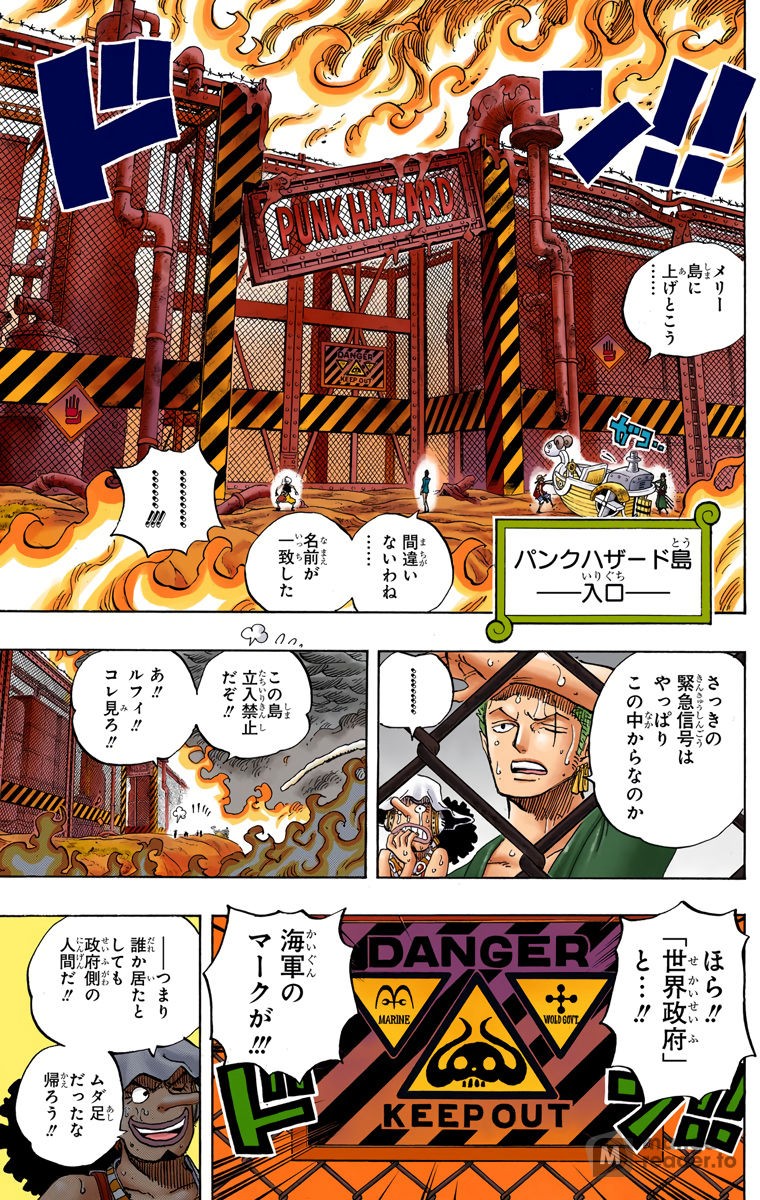 ドン!!
PUNK HAZARD
DANGER
KEEP OUT
メリー
島に
上げとこう
……
ザコ…
パンクハザード島
―入口―
間違い
ないわね
……
名前が
一致した
………
………!!!
さっきの
緊急信号は
やっぱり
この中からなのか
………
この島
立入禁止
だぞ!!
あ!!
ルフィ!!
コレ見ろ!!
ほら!!
「世界政府」
と…!!
海軍の
マークが!!!
DANGER
MARINE
WOLD GOVT.
KEEP OUT
ドン!!
―つまり
誰か居たと
しても
政府側の
人間だ!!
ムダ足
だったな
帰ろう!!